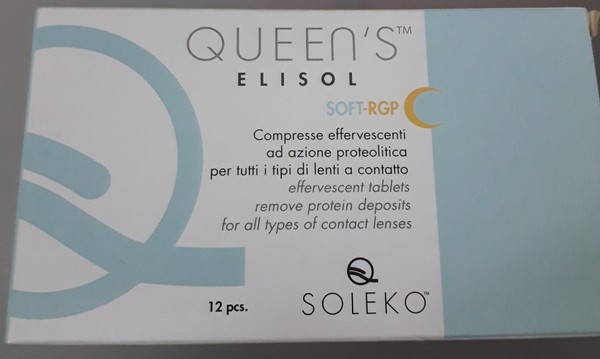 QUEEN'S™
ELISOL
SOFT-RGP
Compresse effervescenti
ad azione proteolitica
per tutti i tipi di lenti a contatto
effervescent tablets
remove protein deposits
for all types of contact lenses
12 pcs.
SOLEKO™